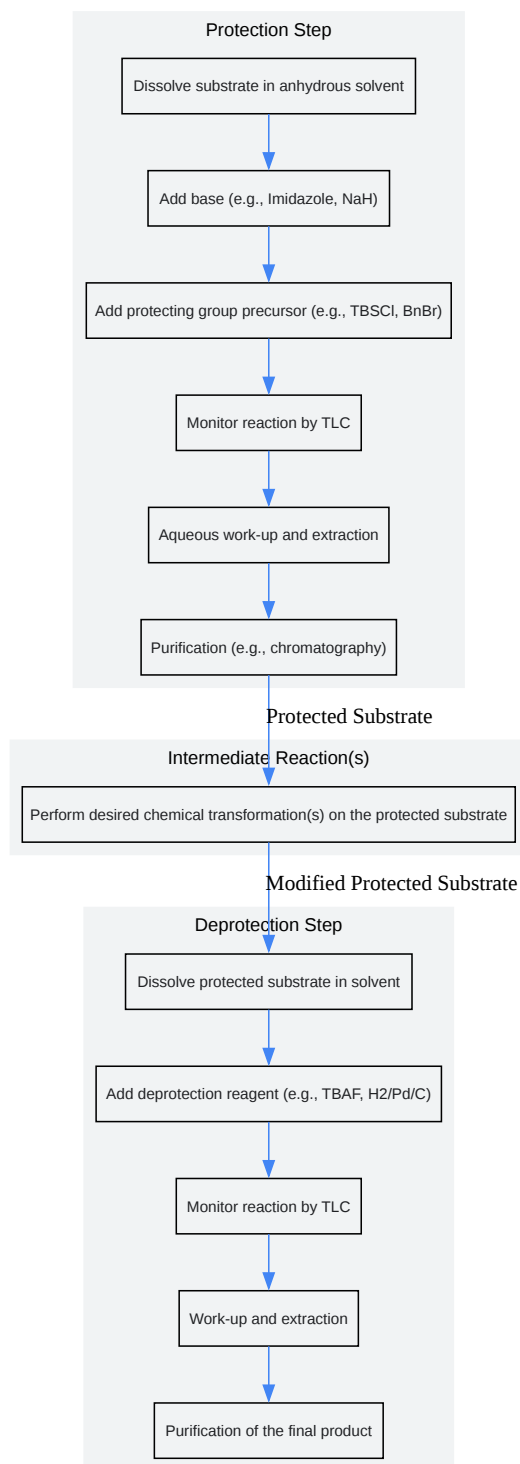 Protection Step
Dissolve substrate in anhydrous solvent
Add base (e.g., Imidazole, NaH)
Add protecting group precursor (e.g., TBSCl, BnBr)
Monitor reaction by TLC
Aqueous work-up and extraction
Purification (e.g., chromatography)
Protected Substrate
Intermediate Reaction(s)
Perform desired chemical transformation(s) on the protected substrate
Modified Protected Substrate
Deprotection Step
Dissolve protected substrate in solvent
Add deprotection reagent (e.g., TBAF, H2/Pd/C)
Monitor reaction by TLC
Work-up and extraction
Purification of the final product